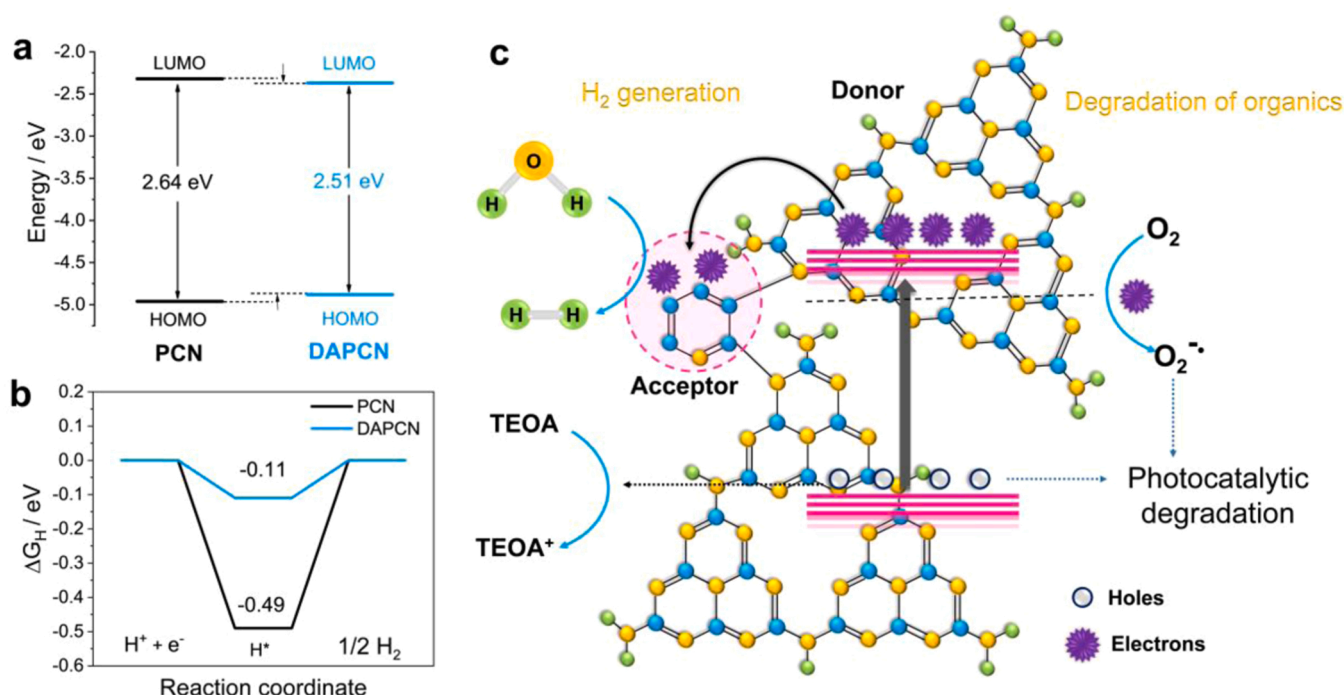 a
Energy / eV
-2.0
-2.5
-3.0
-3.5
-4.0
-4.5
-5.0
LUMO
LUMO
2.64 eV
2.51 eV
HOMO
HOMO
PCN
DAPCN
b
ΔG_H / eV
0.2
0.1
0.0
-0.1
-0.2
-0.3
-0.4
-0.5
-0.6
PCN
DAPCN
-0.11
-0.49
H⁺ + e⁻
H*
1/2 H₂
Reaction coordinate
c
H₂ generation
Donor
Degradation of organics
O
H H
H H
Acceptor
O₂
O₂⁻·
TEOA
TEOA⁺
Photocatalytic
degradation
Holes
Electrons